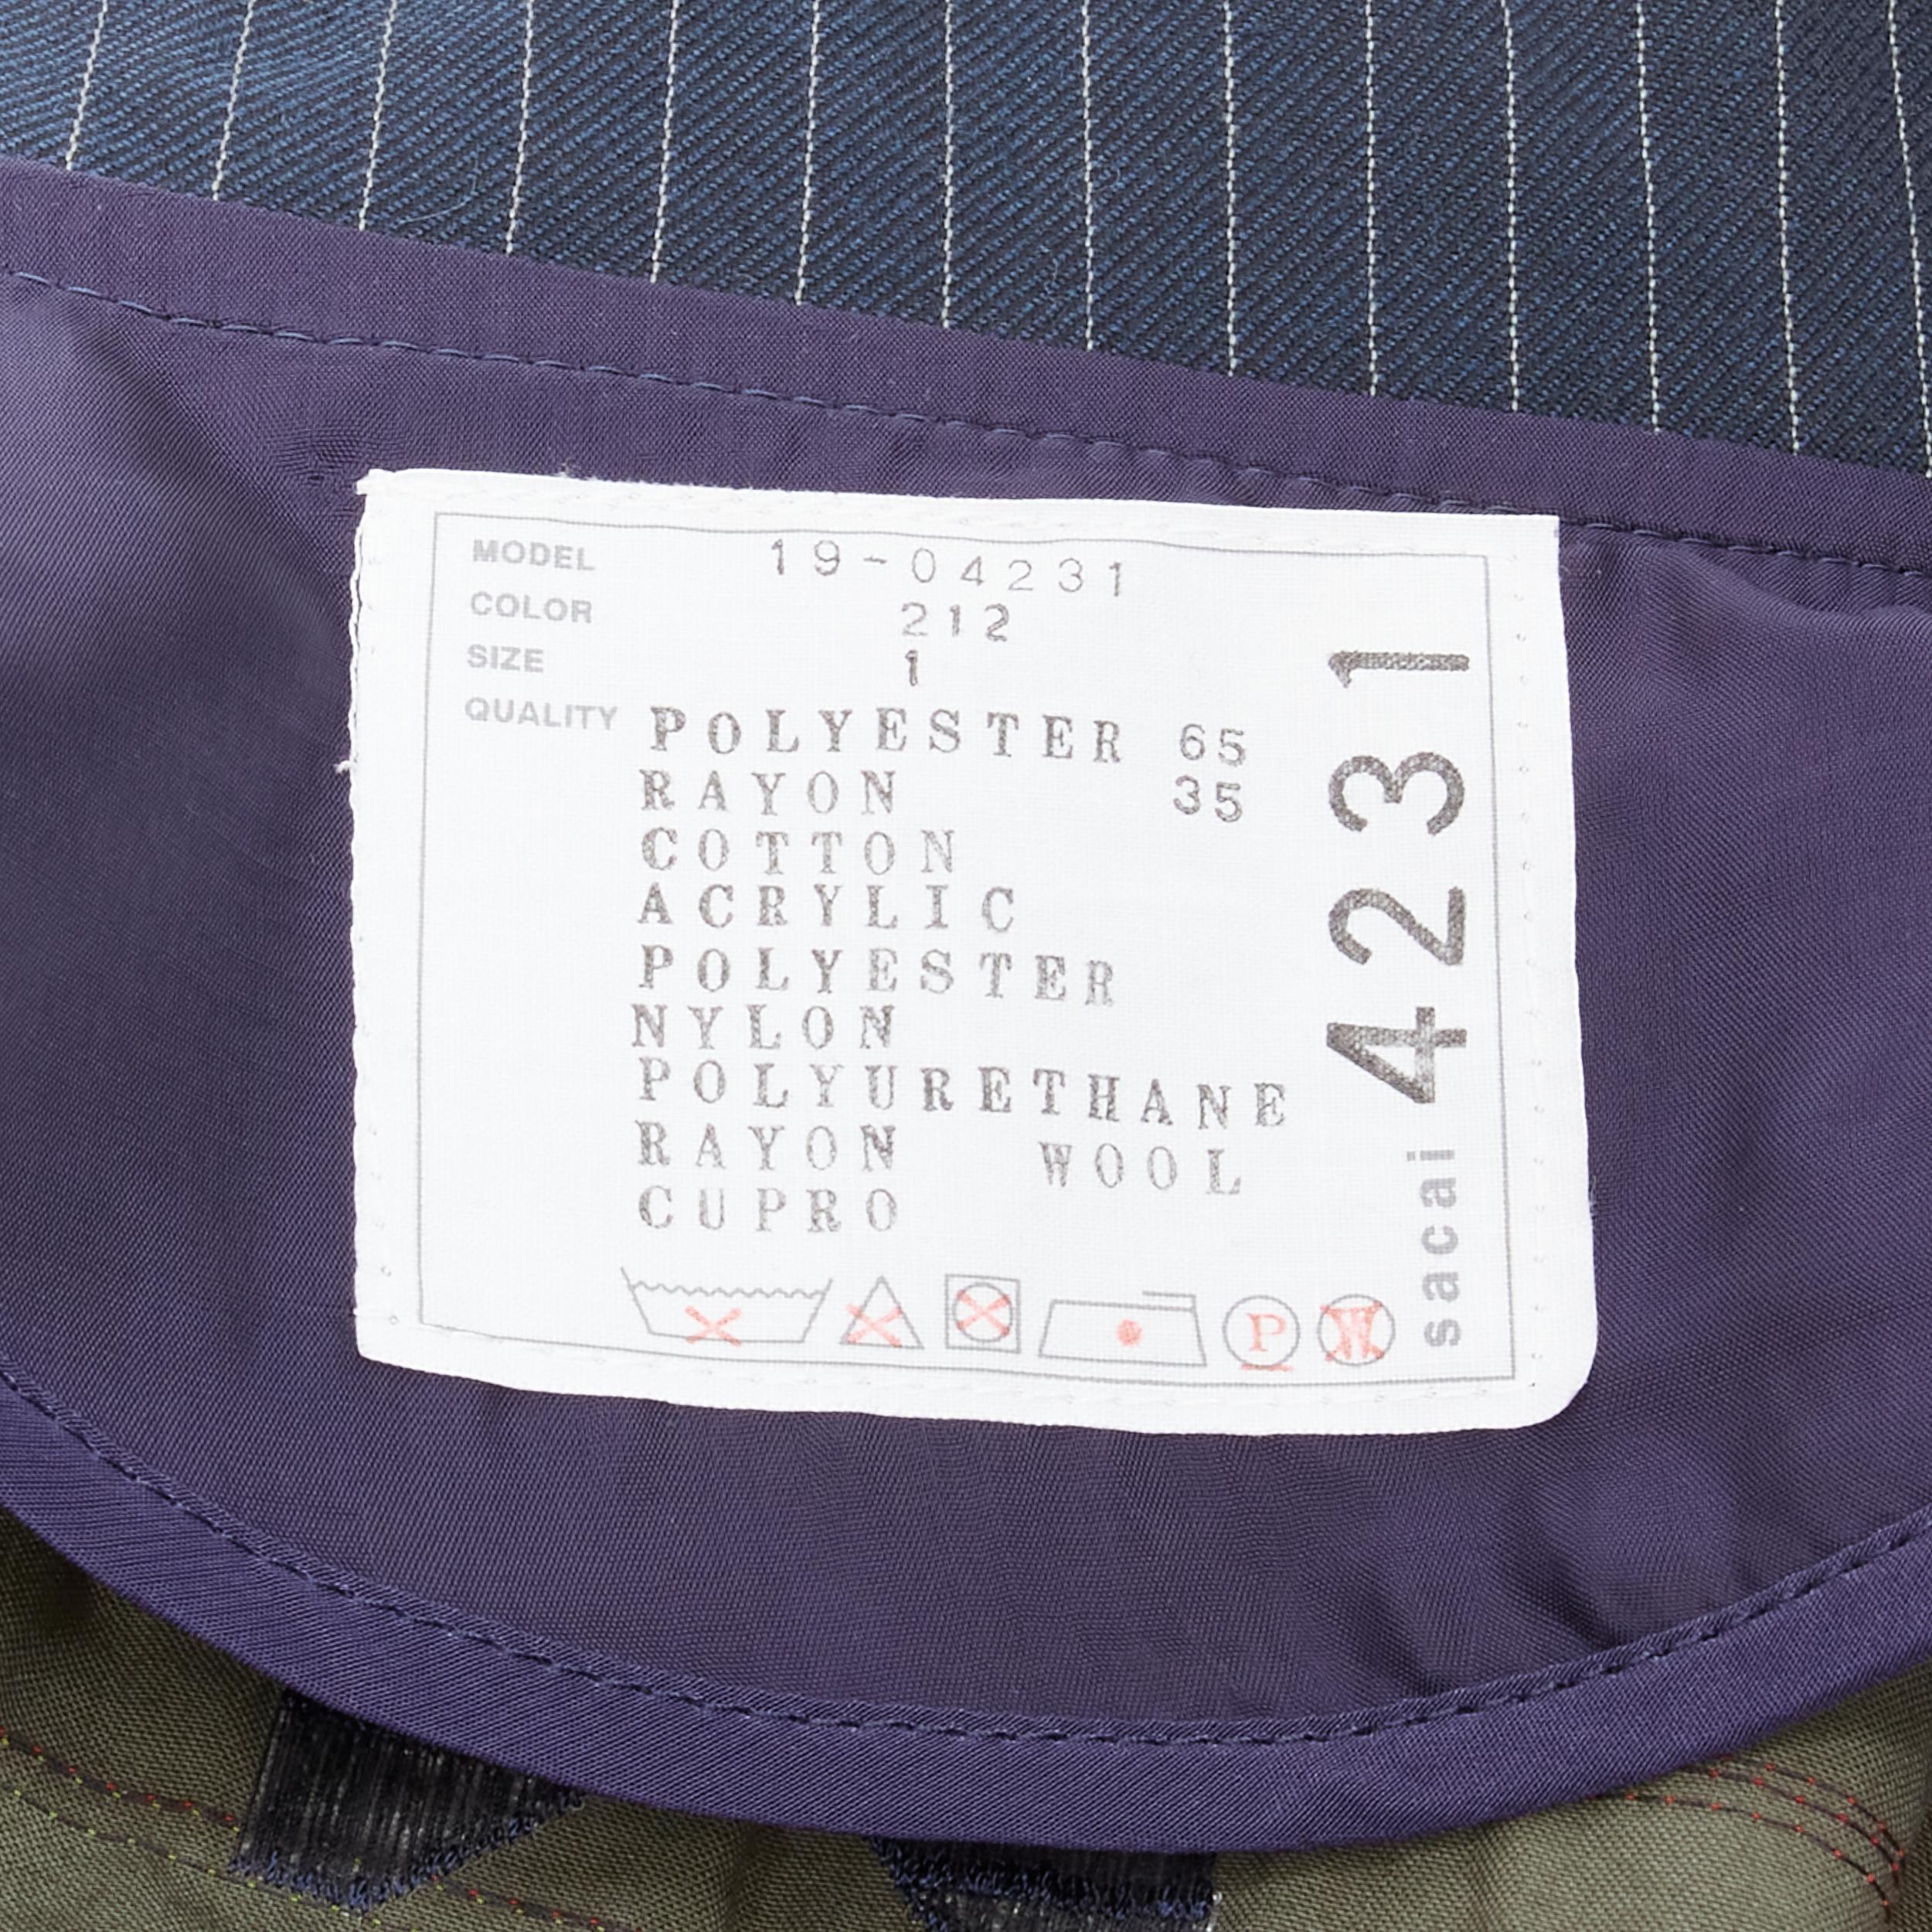 MODEL 19-04231
COLOR 212
SIZE 1
QUALITY POLYESTER 65
RAYON 35
COTTON
ACRYLIC
POLYESTER
NYLON
POLYURETHANE
RAYON WOOL
CUPRO
P W
sacai 4231